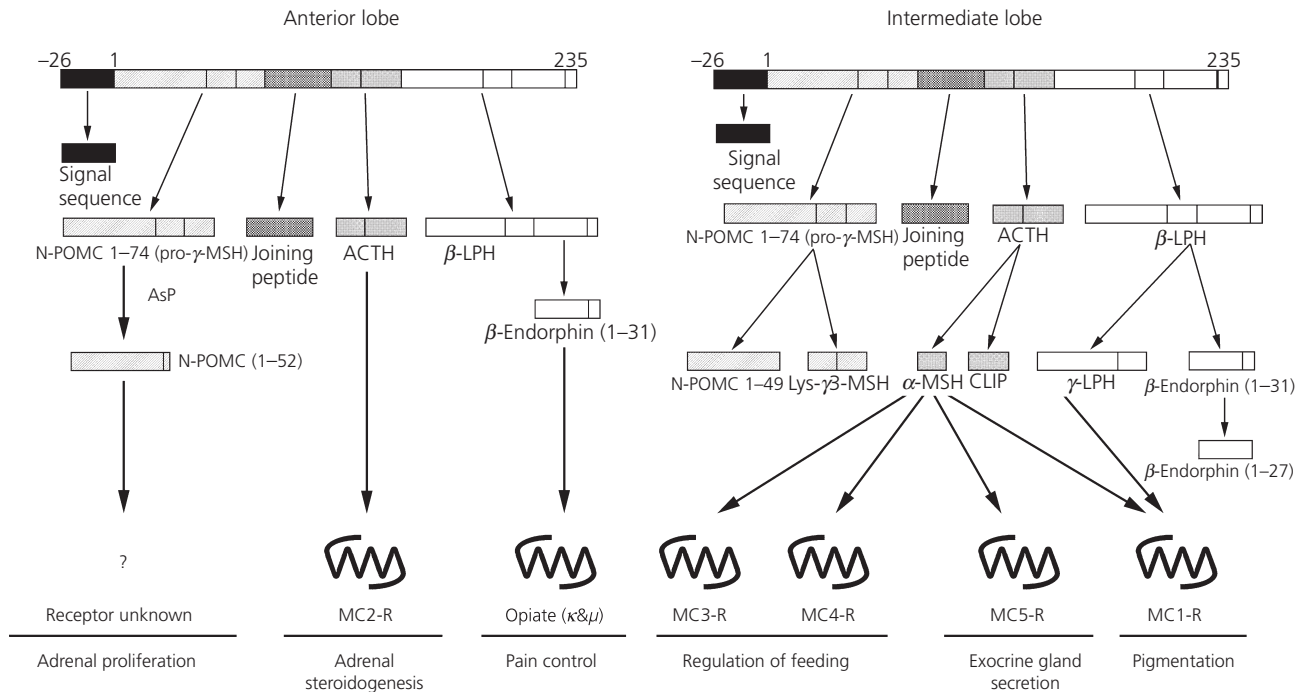 Anterior lobe
−26 1 235
Signal
sequence
N-POMC 1–74 (pro-γ-MSH)
Joining
peptide
ACTH
β-LPH
AsP
β-Endorphin (1–31)
N-POMC (1–52)
?
Receptor unknown
MC2-R
Opiate (κ&μ)
Adrenal proliferation
Adrenal
steroidogenesis
Pain control
Intermediate lobe
−26 1 235
Signal
sequence
N-POMC 1–74 (pro-γ-MSH)
Joining
peptide
ACTH
β-LPH
N-POMC 1–49
Lys-γ3-MSH
α-MSH
CLIP
γ-LPH
β-Endorphin (1–31)
β-Endorphin (1–27)
MC3-R
MC4-R
MC5-R
MC1-R
Regulation of feeding
Exocrine gland
secretion
Pigmentation